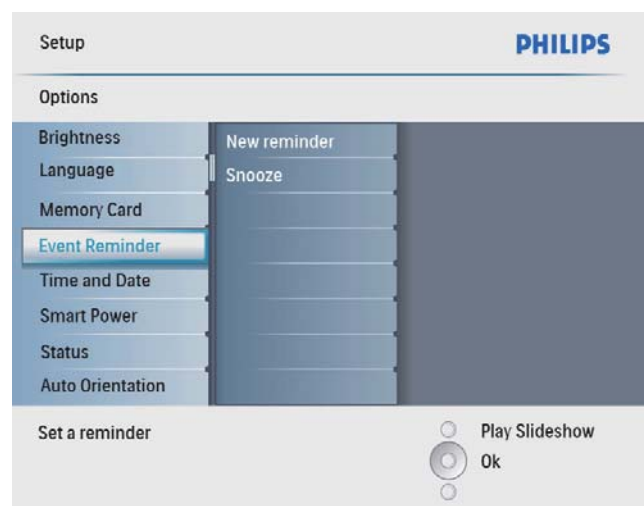 Setup
PHILIPS
Options
Brightness
Language
Memory Card
Event Reminder
Time and Date
Smart Power
Status
Auto Orientation
New reminder
Snooze
Set a reminder
Play Slideshow
Ok